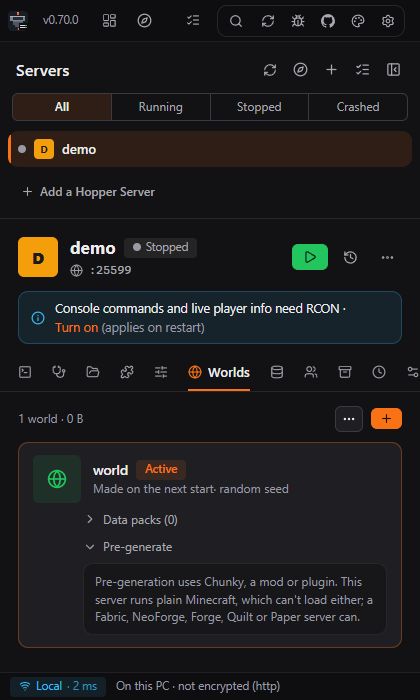 v0.70.0
Servers
All Running Stopped Crashed
D demo
+ Add a Hopper Server
D demo Stopped
:25599
Console commands and live player info need RCON ·
Turn on (applies on restart)
Worlds
1 world · 0 B
world Active
Made on the next start· random seed
Data packs (0)
Pre-generate
Pre-generation uses Chunky, a mod or plugin. This
server runs plain Minecraft, which can't load either; a
Fabric, NeoForge, Forge, Quilt or Paper server can.
Local · 2 ms On this PC · not encrypted (http)